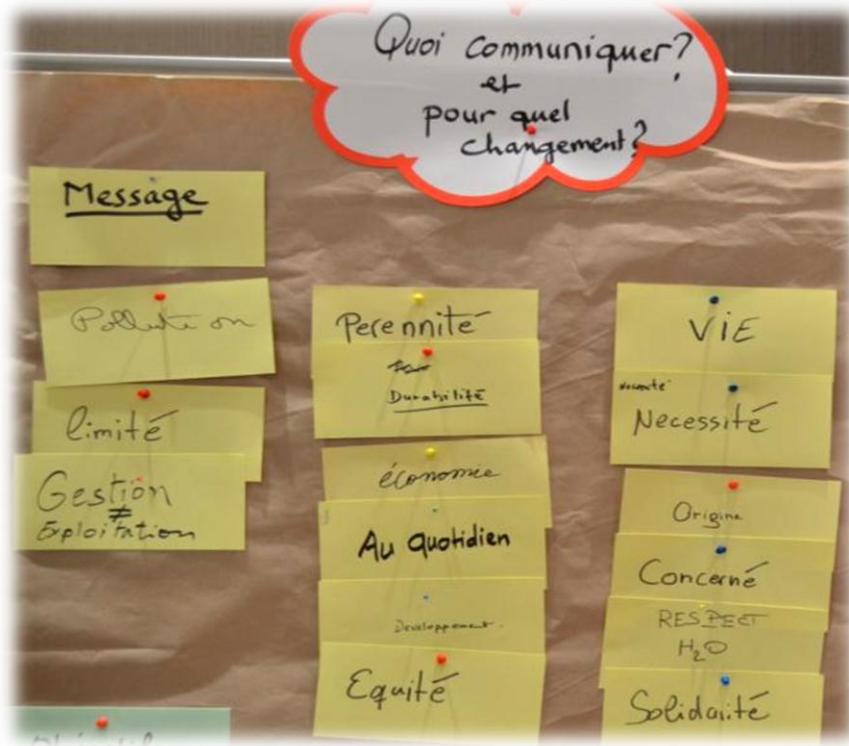 Quoi communiquer?
et
pour quel
changement?
Message
Pollution
limité
Gestion
≠
Exploitation
Perennité
Durabilité
économie
Au quotidien
Developpement
Equité
VIE
Necessité
Origine
Concerné
RESPECT
H₂O
Solidarité